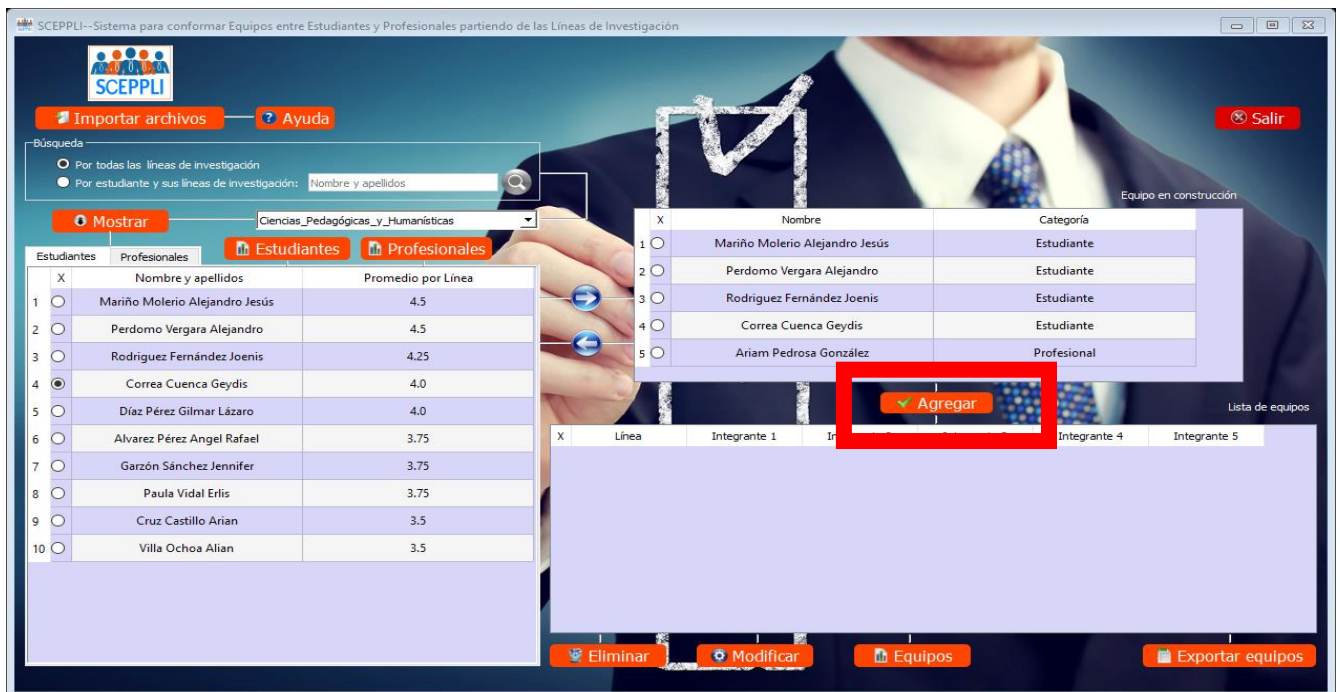 SCEPPLI--Sistema para conformar Equipos entre Estudiantes y Profesionales partiendo de las Líneas de Investigación
SCEPPLI
Importar archivos
Ayuda
Salir
Búsqueda
Por todas las líneas de investigación
Por estudiante y sus líneas de investigación: Nombre y apellidos
Mostrar
Ciencias_Pedagógicas_y_Humanísticas
Estudiantes
Profesionales
Estudiantes Profesionales
X Nombre y apellidos Promedio por Línea
1 Mariño Molerio Alejandro Jesús 4.5
2 Perdomo Vergara Alejandro 4.5
3 Rodriguez Fernández Joenis 4.25
4 Correa Cuenca Geydis 4.0
5 Díaz Pérez Gilmar Lázaro 4.0
6 Alvarez Pérez Angel Rafael 3.75
7 Garzón Sánchez Jennifer 3.75
8 Paula Vidal Erlis 3.75
9 Cruz Castillo Arian 3.5
10 Villa Ochoa Alian 3.5
Equipo en construcción
X Nombre Categoría
1 Mariño Molerio Alejandro Jesús Estudiante
2 Perdomo Vergara Alejandro Estudiante
3 Rodriguez Fernández Joenis Estudiante
4 Correa Cuenca Geydis Estudiante
5 Ariam Pedrosa González Profesional
Agregar
Lista de equipos
X Línea Integrante 1 Integrante 4 Integrante 5
Eliminar
Modificar
Equipos
Exportar equipos